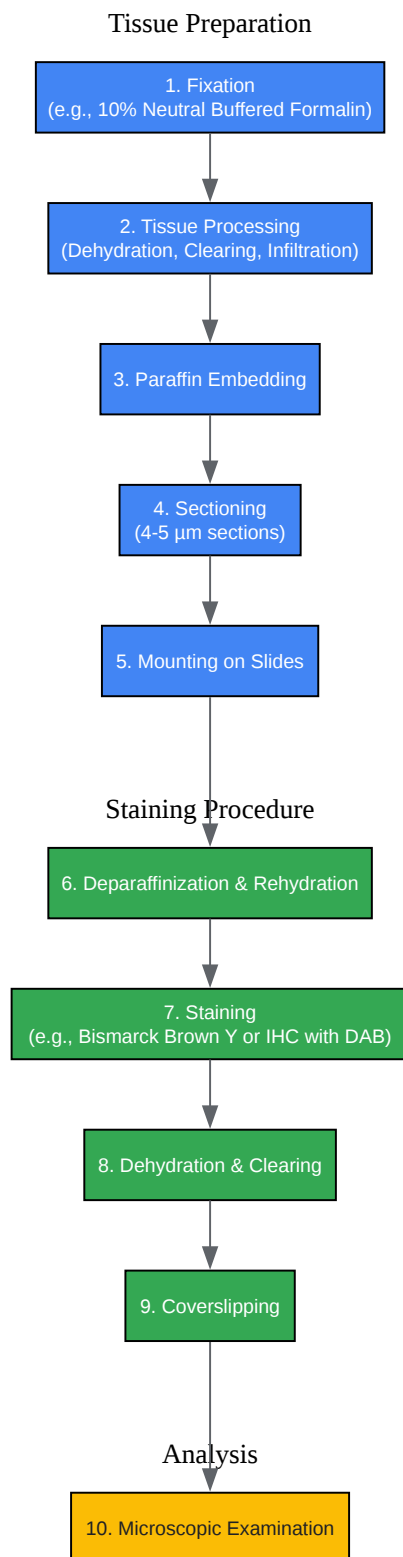 Tissue Preparation
1. Fixation
(e.g., 10% Neutral Buffered Formalin)
2. Tissue Processing
(Dehydration, Clearing, Infiltration)
3. Paraffin Embedding
4. Sectioning
(4-5 µm sections)
5. Mounting on Slides
Staining Procedure
6. Deparaffinization & Rehydration
7. Staining
(e.g., Bismarck Brown Y or IHC with DAB)
8. Dehydration & Clearing
9. Coverslipping
Analysis
10. Microscopic Examination